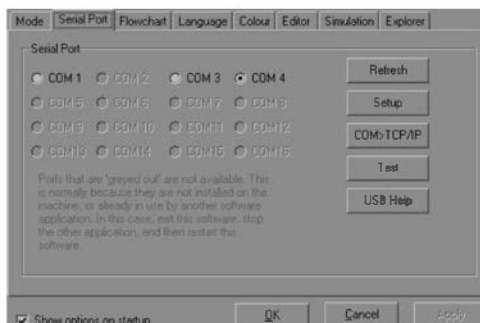 Mode Serial Port Flowchart Language Colour Editor Simulation Explorer
Serial Port
COM 1 COM 2 COM 3 COM 4
COM 5 COM 6 COM 7 COM 8
COM 9 COM 10 COM11 COM12
COM13 COM14 COM15 COM16
Ports that are 'greyed out' are not available. This
is normally because they are not installed on the
machine, or already in use by another software
application. In this case, exit this software, stop
the other application, and then restart this
software.
Refresh
Setup
COM>TCP/IP
Test
USB Help
Show options on startup
OK Cancel Apply